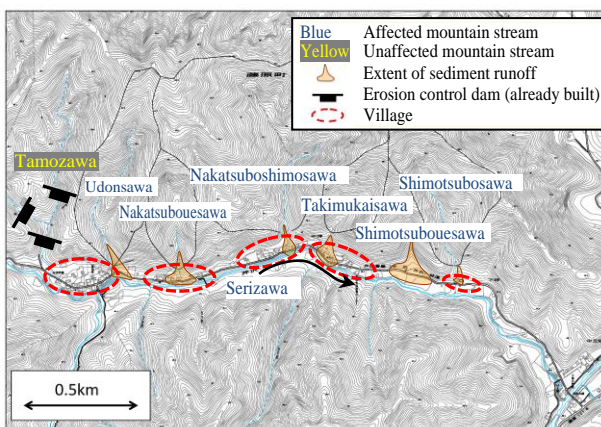 Blue Affected mountain stream
Yellow Unaffected mountain stream
Extent of sediment runoff
Erosion control dam (already built)
Village
Tamozawa
Udonsawa
Nakatsubouesawa
Nakatsuboshimosawa
Takimukaisawa
Shimotsubosawa
Shimotsubouesawa
Serizawa
0.5km